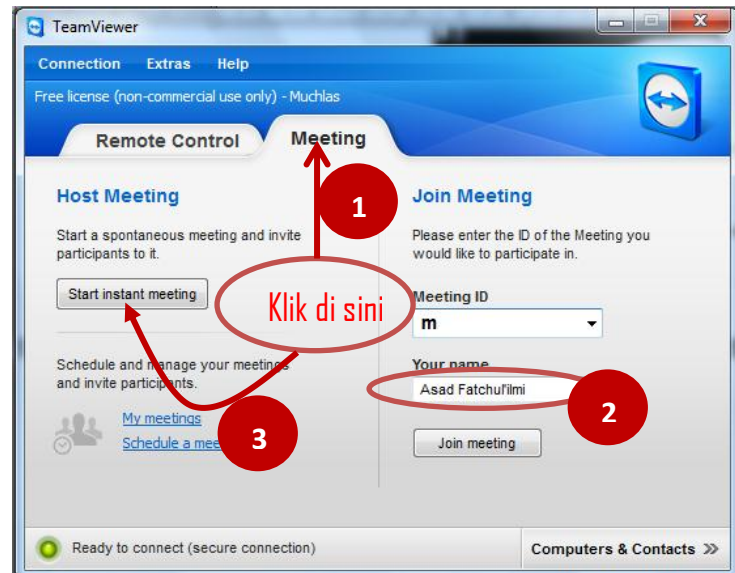 TeamViewer
Connection Extras Help
Free license (non-commercial use only) - Muchlas
Remote Control Meeting
Host Meeting
Start a spontaneous meeting and invite
participants to it.
Start instant meeting
Schedule and manage your meetings
and invite participants.
My meetings
Schedule a mee
Join Meeting
Please enter the ID of the Meeting you
would like to participate in.
Meeting ID
m
Your name
Asad Fatchul'ilmi
Join meeting
1
Klik di sini
2
3
Ready to connect (secure connection)
Computers & Contacts >>